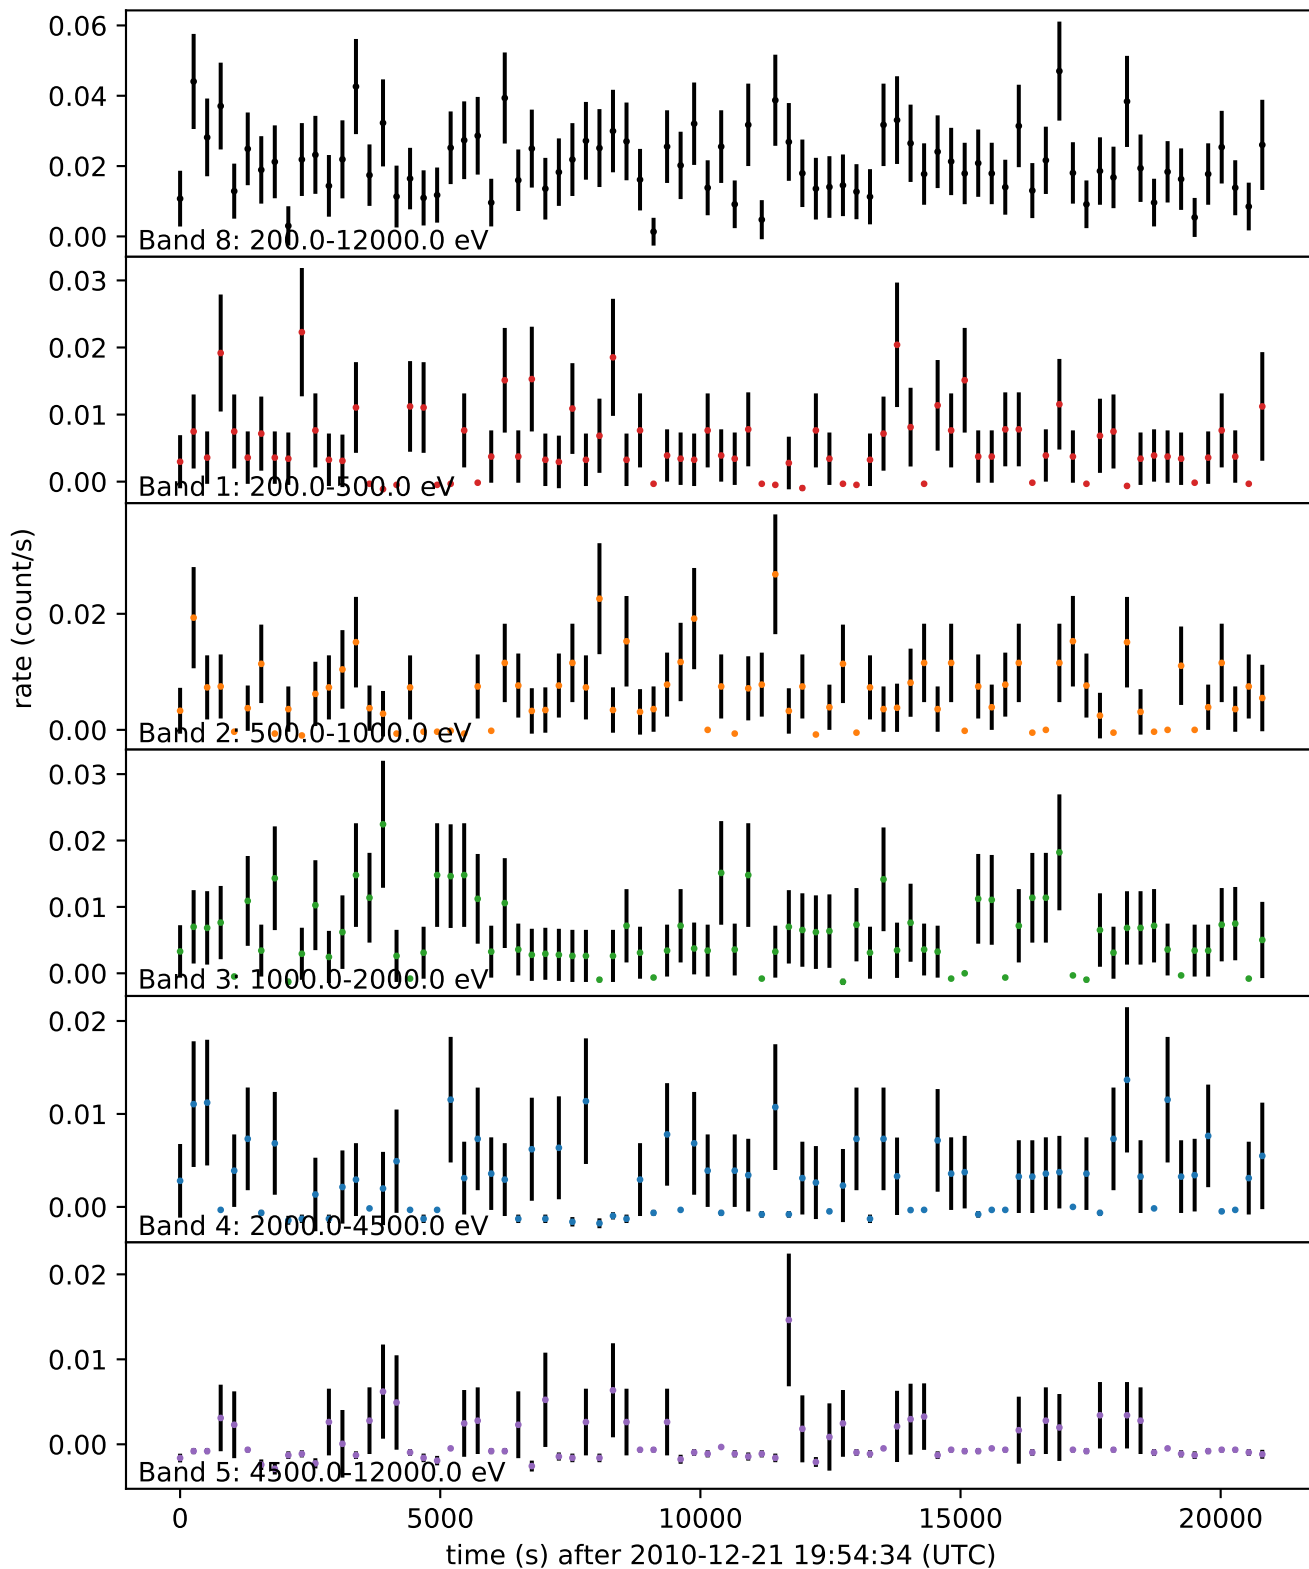 0.06
0.04
0.02
0.00
Band 8: 200.0-12000.0 eV
0.03
0.02
0.01
0.00
Band 1: 200.0-500.0 eV
0.02
0.00
Band 2: 500.0-1000.0 eV
rate (count/s)
0.03
0.02
0.01
0.00
Band 3: 1000.0-2000.0 eV
0.02
0.01
0.00
Band 4: 2000.0-4500.0 eV
0.02
0.01
0.00
Band 5: 4500.0-12000.0 eV
0 5000 10000 15000 20000
time (s) after 2010-12-21 19:54:34 (UTC)